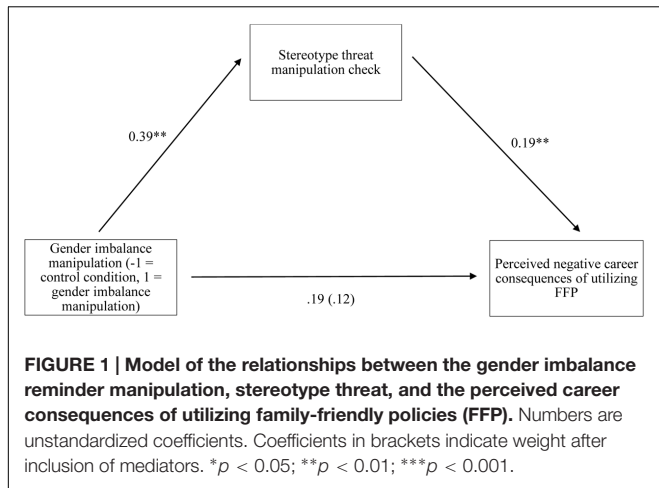 Stereotype threat
manipulation check
0.39**
0.19**
Gender imbalance
manipulation (-1 =
control condition, 1 =
gender imbalance
manipulation)
.19 (.12)
Perceived negative career
consequences of utilizing
FFP
FIGURE 1 | Model of the relationships between the gender imbalance
reminder manipulation, stereotype threat, and the perceived career
consequences of utilizing family-friendly policies (FFP). Numbers are
unstandardized coefficients. Coefficients in brackets indicate weight after
inclusion of mediators. *p < 0.05; **p < 0.01; ***p < 0.001.